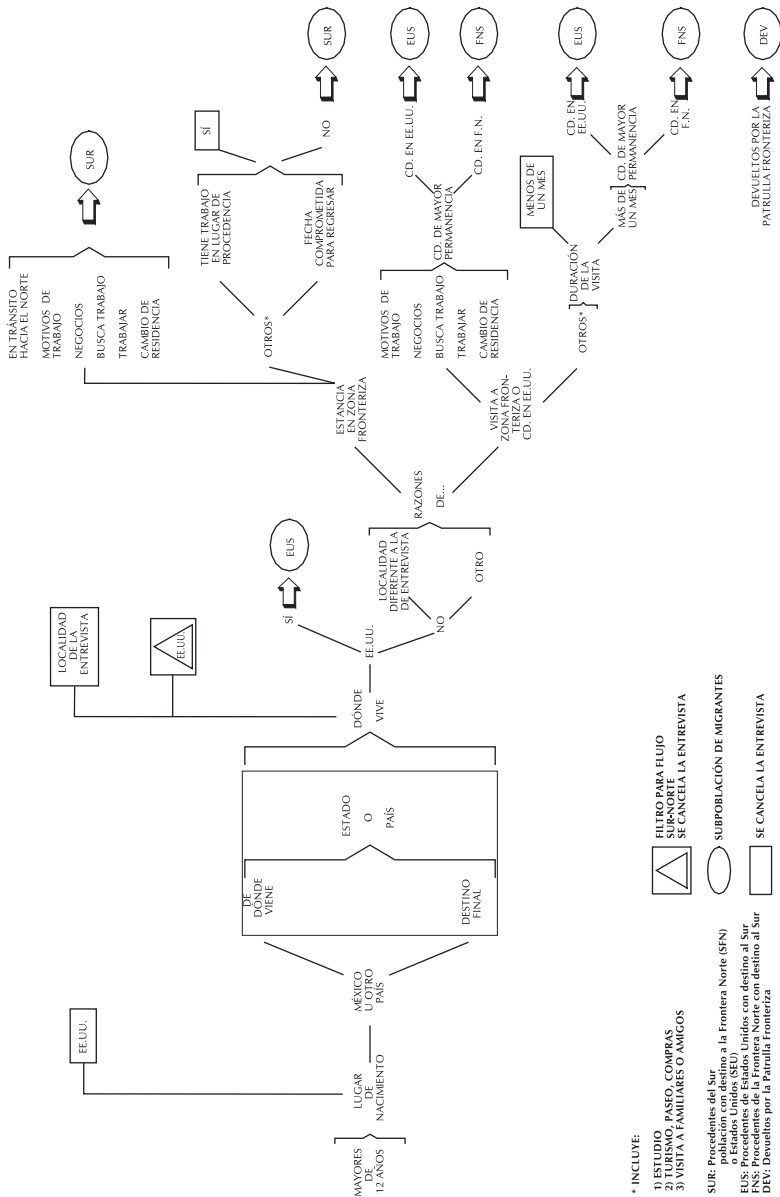 MAYORES
DE
12 AÑOS
LUGAR
DE
NACIMIENTO
EE.UU.
MÉXICO
U OTRO
PAÍS
DE
DÓNDE
VIENE
DESTINO
FINAL
ESTADO
O
PAÍS
DÓNDE
VIVE
LOCALIDAD
DE LA
ENTREVISTA
EE.UU.
EE.UU.
SÍ
EUS
NO
LOCALIDAD
DIFERENTE A LA
DE ENTREVISTA
OTRO
RAZONES
DE...
ESTANCIA
EN ZONA
FRONTERIZA
EN TRÁNSITO
HACIA EL NORTE
MOTIVOS DE
TRABAJO
NEGOCIOS
BUSCA TRABAJO
TRABAJAR
CAMBIO DE
RESIDENCIA
SUR
OTROS*
TIENE TRABAJO
EN LUGAR DE
PROCEDENCIA
FECHA
COMPROMETIDA
PARA REGRESAR
SÍ
NO
SUR
VISITA A
ZONA FRON-
TERIZA O
CD. EN EE.UU.
MOTIVOS DE
TRABAJO
NEGOCIOS
BUSCA TRABAJO
TRABAJAR
CAMBIO DE
RESIDENCIA
CD. DE MAYOR
PERMANENCIA
CD. EN EE.UU.
EUS
CD. EN F.N.
FNS
OTROS*
DURACIÓN
DE LA
VISITA
MENOS DE
UN MES
MÁS DE
UN MES
CD. DE MAYOR
PERMANENCIA
CD. EN
EE.UU.
EUS
CD. EN
F.N.
FNS
DEVUELTOS POR LA
PATRULLA FRONTERIZA
DEV
* INCLUYE:
1) ESTUDIO
2) TURISMO, PASEO, COMPRAS
3) VISITA A FAMILIARES O AMIGOS
SUR: Procedentes del Sur
población con destino a la Frontera Norte (SFN)
o Estados Unidos (SEU)
EUS: Procedentes de Estados Unidos con destino al Sur
FNS: Procedentes de la Frontera Norte con destino al Sur
DEV: Devueltos por la Patrulla Fronteriza
FILTRO PARA FLUJO
SUR-NORTE
SE CANCELA LA ENTREVISTA
SUBPOBLACIÓN DE MIGRANTES
SE CANCELA LA ENTREVISTA